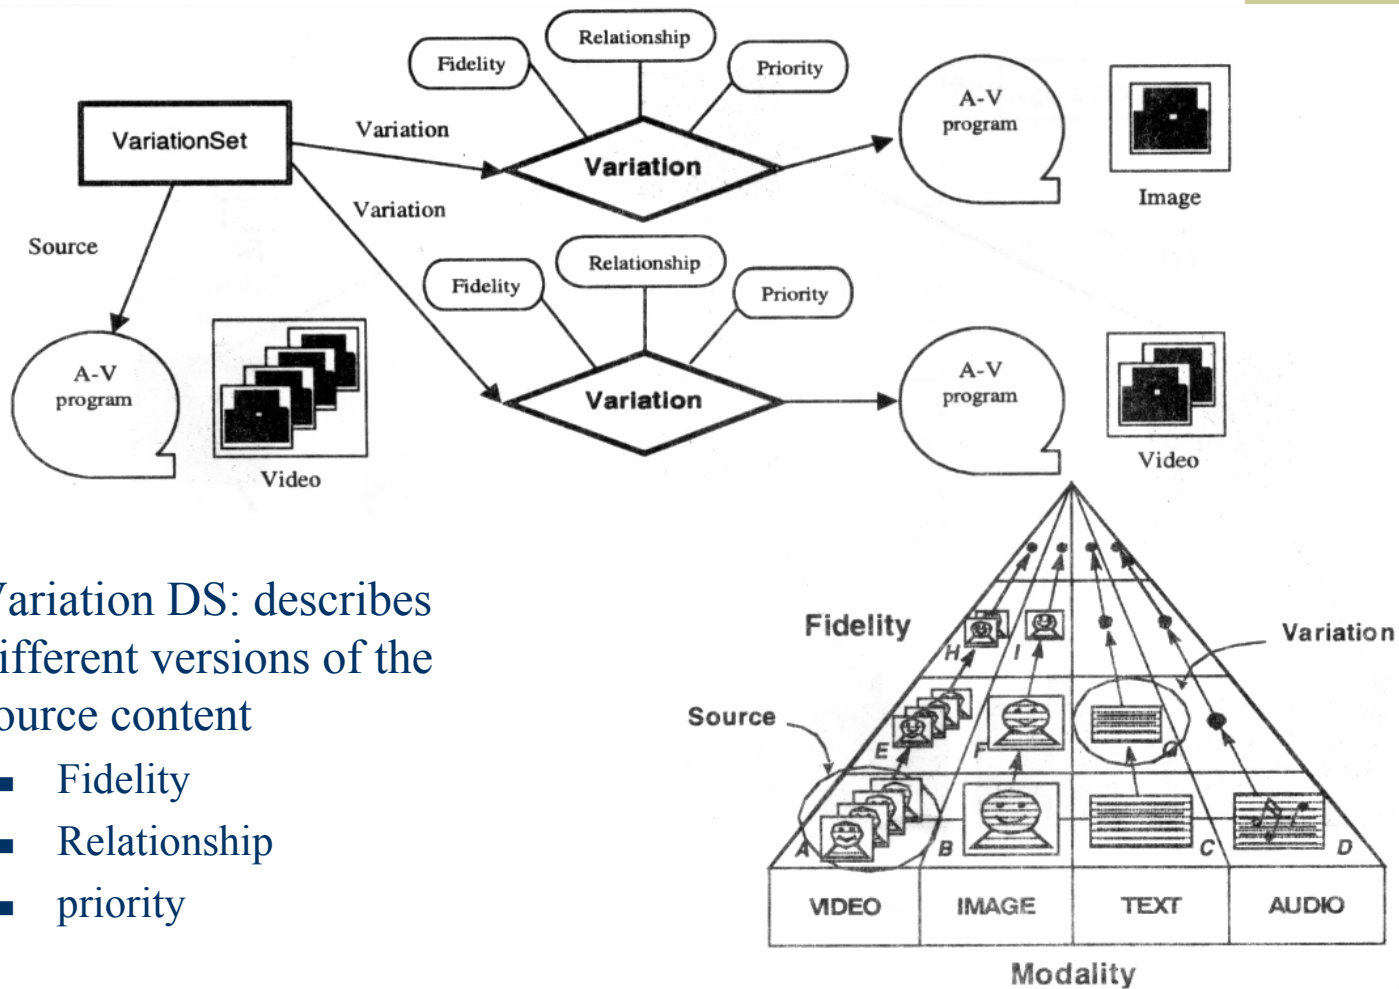 Relationship
Fidelity
Priority
A-V
program
VariationSet
Variation
Variation
Image
Variation
Source
Relationship
Fidelity
Priority
A-V
program
Video
Variation
A-V
program
Video
ariation DS: describes
ifferent versions of the
ource content
Fidelity
Relationship
priority
Fidelity
Variation
H
I
Source
E
F
G
A
B
C
D
VIDEO
IMAGE
TEXT
AUDIO
Modality